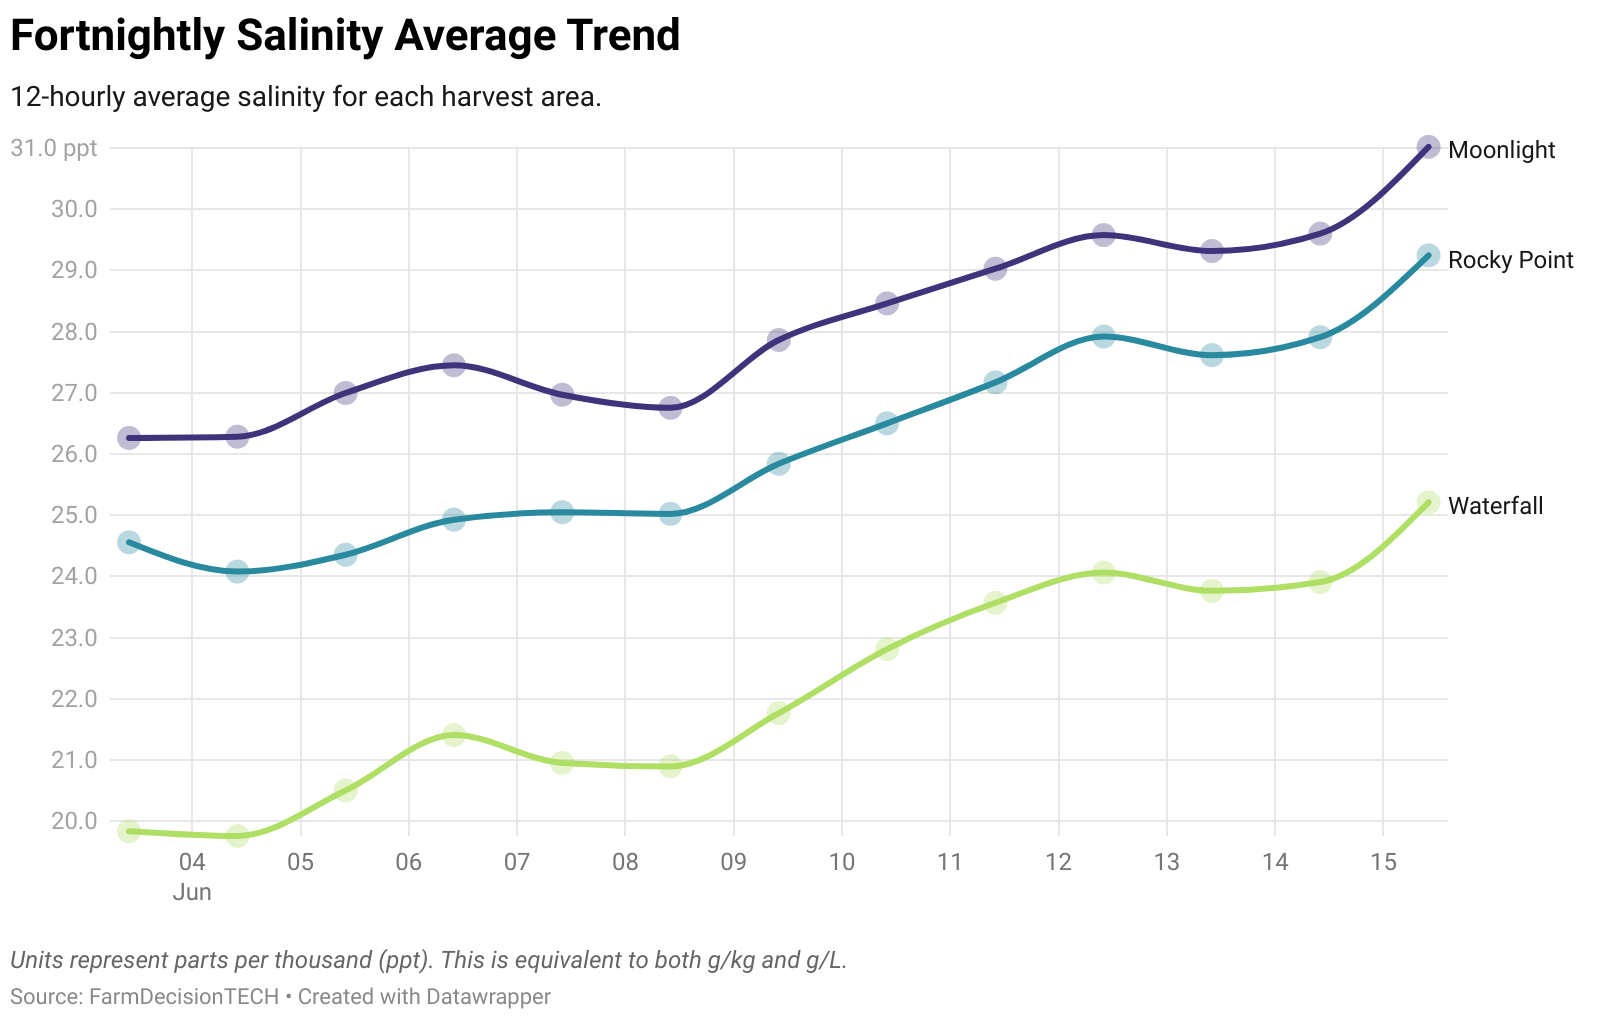 Fortnightly Salinity Average Trend
12-hourly average salinity for each harvest area.
31.0 ppt
Moonlight
30.0
29.0
Rocky Point
28.0
27.0
26.0
25.0
Waterfall
24.0
23.0
22.0
21.0
20.0
04 05 06 07 08 09 10 11 12 13 14 15
Jun
Units represent parts per thousand (ppt). This is equivalent to both g/kg and g/L.
Source: FarmDecisionTECH • Created with Datawrapper